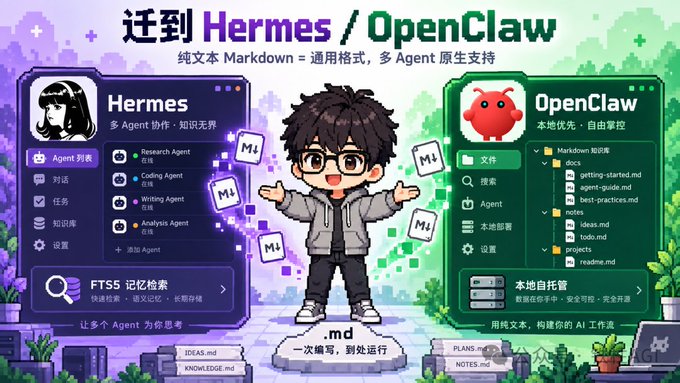 迁到 Hermes / OpenClaw
纯文本 Markdown = 通用格式，多 Agent 原生支持
Hermes
多 Agent 协作 · 知识无界
Agent 列表
对话
任务
知识库
设置
Research Agent
在线
Coding Agent
在线
Writing Agent
在线
Analysis Agent
在线
+ 添加 Agent
FTS5 记忆检索
快速检索 · 语义记忆 · 长期存储
让多个 Agent 为你思考
M↓
M↓
M↓
M↓
M↓
M↓
.md
一次编写，到处运行
OpenClaw
本地优先 · 自由掌控
文件
搜索
Agent
本地部署
设置
Markdown 知识库
docs
getting-started.md
agent-guide.md
best-practices.md
notes
ideas.md
todo.md
projects
readme.md
本地自托管
数据在你手中 · 安全可控 · 完全开源
用纯文本，构建你的 AI 工作流
IDEAS.md
KNOWLEDGE.md
PLANS.md
NOTES.md
公众号